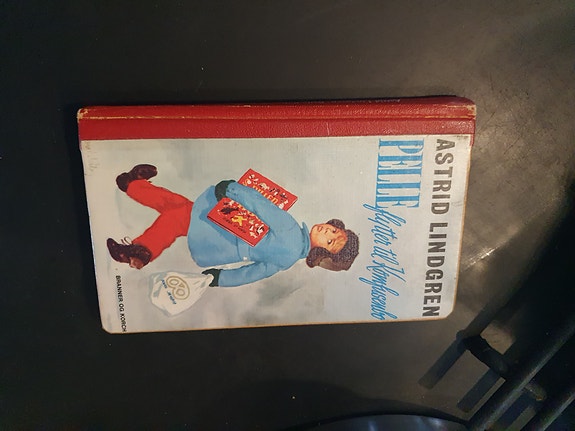 ASTRID LINDGREN
PELLE
flytter til Komfusenbo
BRANNER OG KORCH